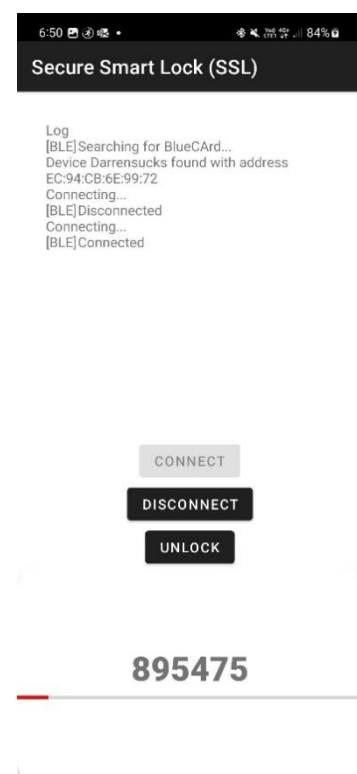 6:50
84%
Secure Smart Lock (SSL)
Log
[BLE]Searching for BlueCArd...
Device Darrensucks found with address
EC:94:CB:6E:99:72
Connecting...
[BLE]Disconnected
Connecting...
[BLE]Connected
CONNECT
DISCONNECT
UNLOCK
895475